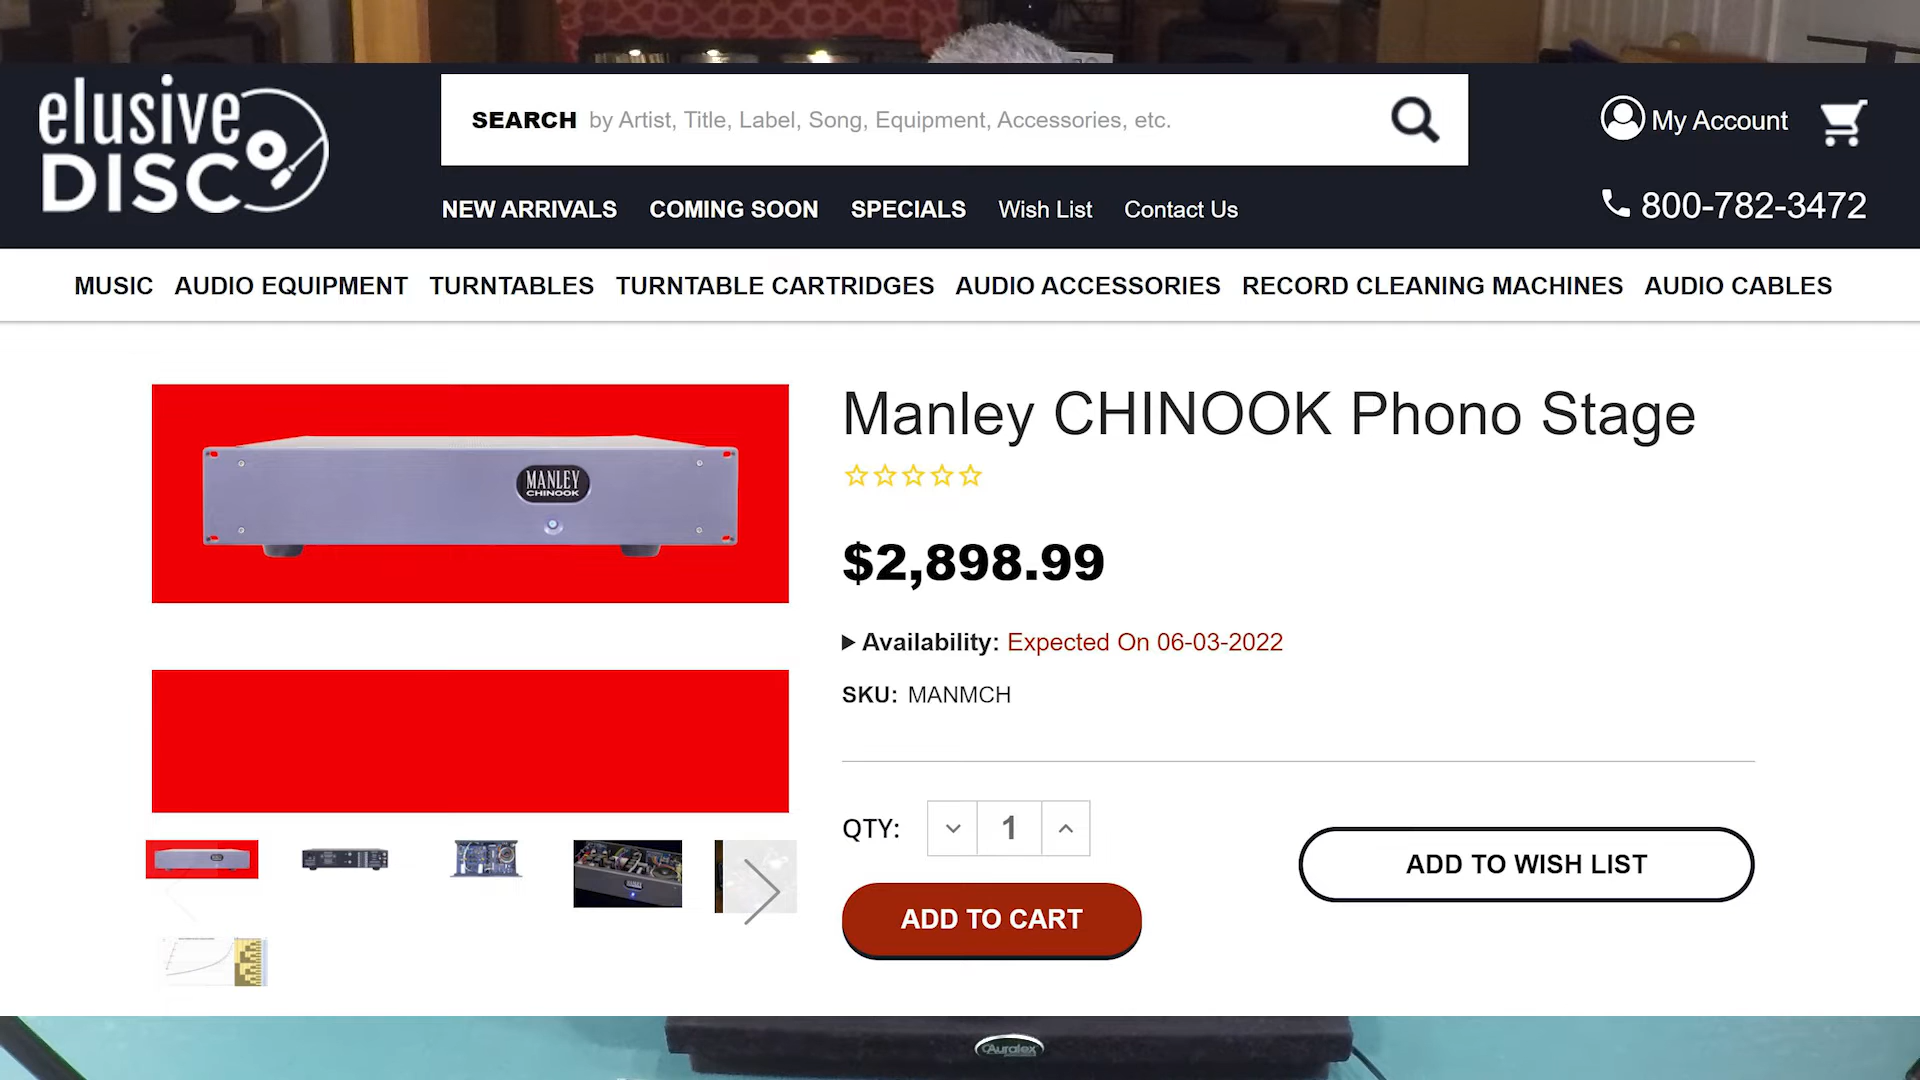 elusive
DISC
SEARCH by Artist, Title, Label, Song, Equipment, Accessories, etc.
My Account
NEW ARRIVALS COMING SOON SPECIALS Wish List Contact Us
800-782-3472
MUSIC AUDIO EQUIPMENT TURNTABLES TURNTABLE CARTRIDGES AUDIO ACCESSORIES RECORD CLEANING MACHINES AUDIO CABLES
MANLEY
CHINOOK
Manley CHINOOK Phono Stage
$2,898.99
Availability: Expected On 06-03-2022
SKU: MANMCH
QTY: 1
ADD TO WISH LIST
ADD TO CART
Auralex